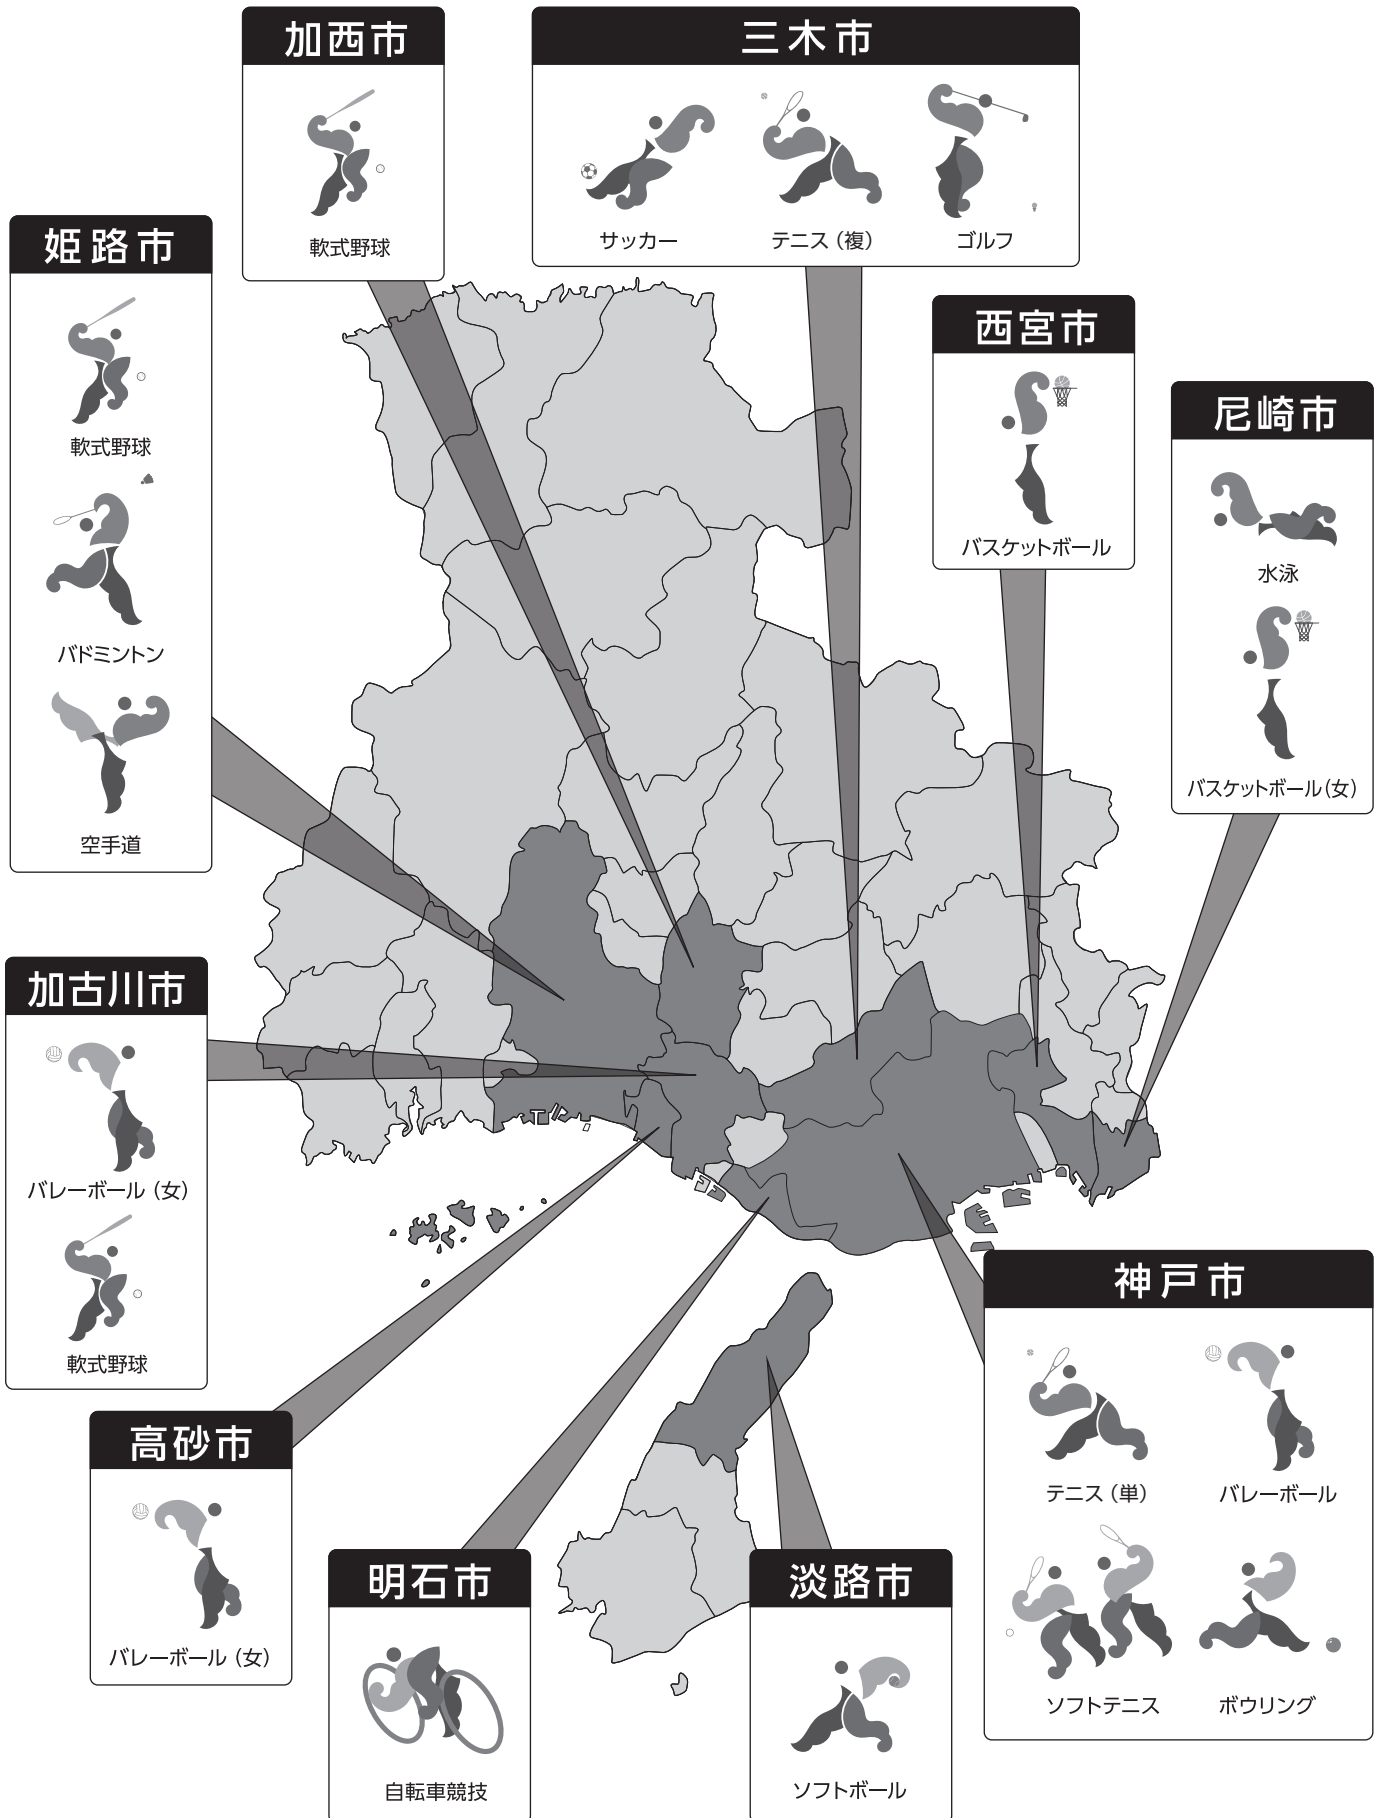 加西市
軟式野球
三木市
サッカー
テニス（複）
ゴルフ
姫路市
軟式野球
バドミントン
空手道
西宮市
バスケットボール
尼崎市
水泳
バスケットボール（女）
加古川市
バレーボール（女）
軟式野球
高砂市
バレーボール（女）
明石市
自転車競技
淡路市
ソフトボール
神戸市
テニス（単）
バレーボール
ソフトテニス
ボウリング